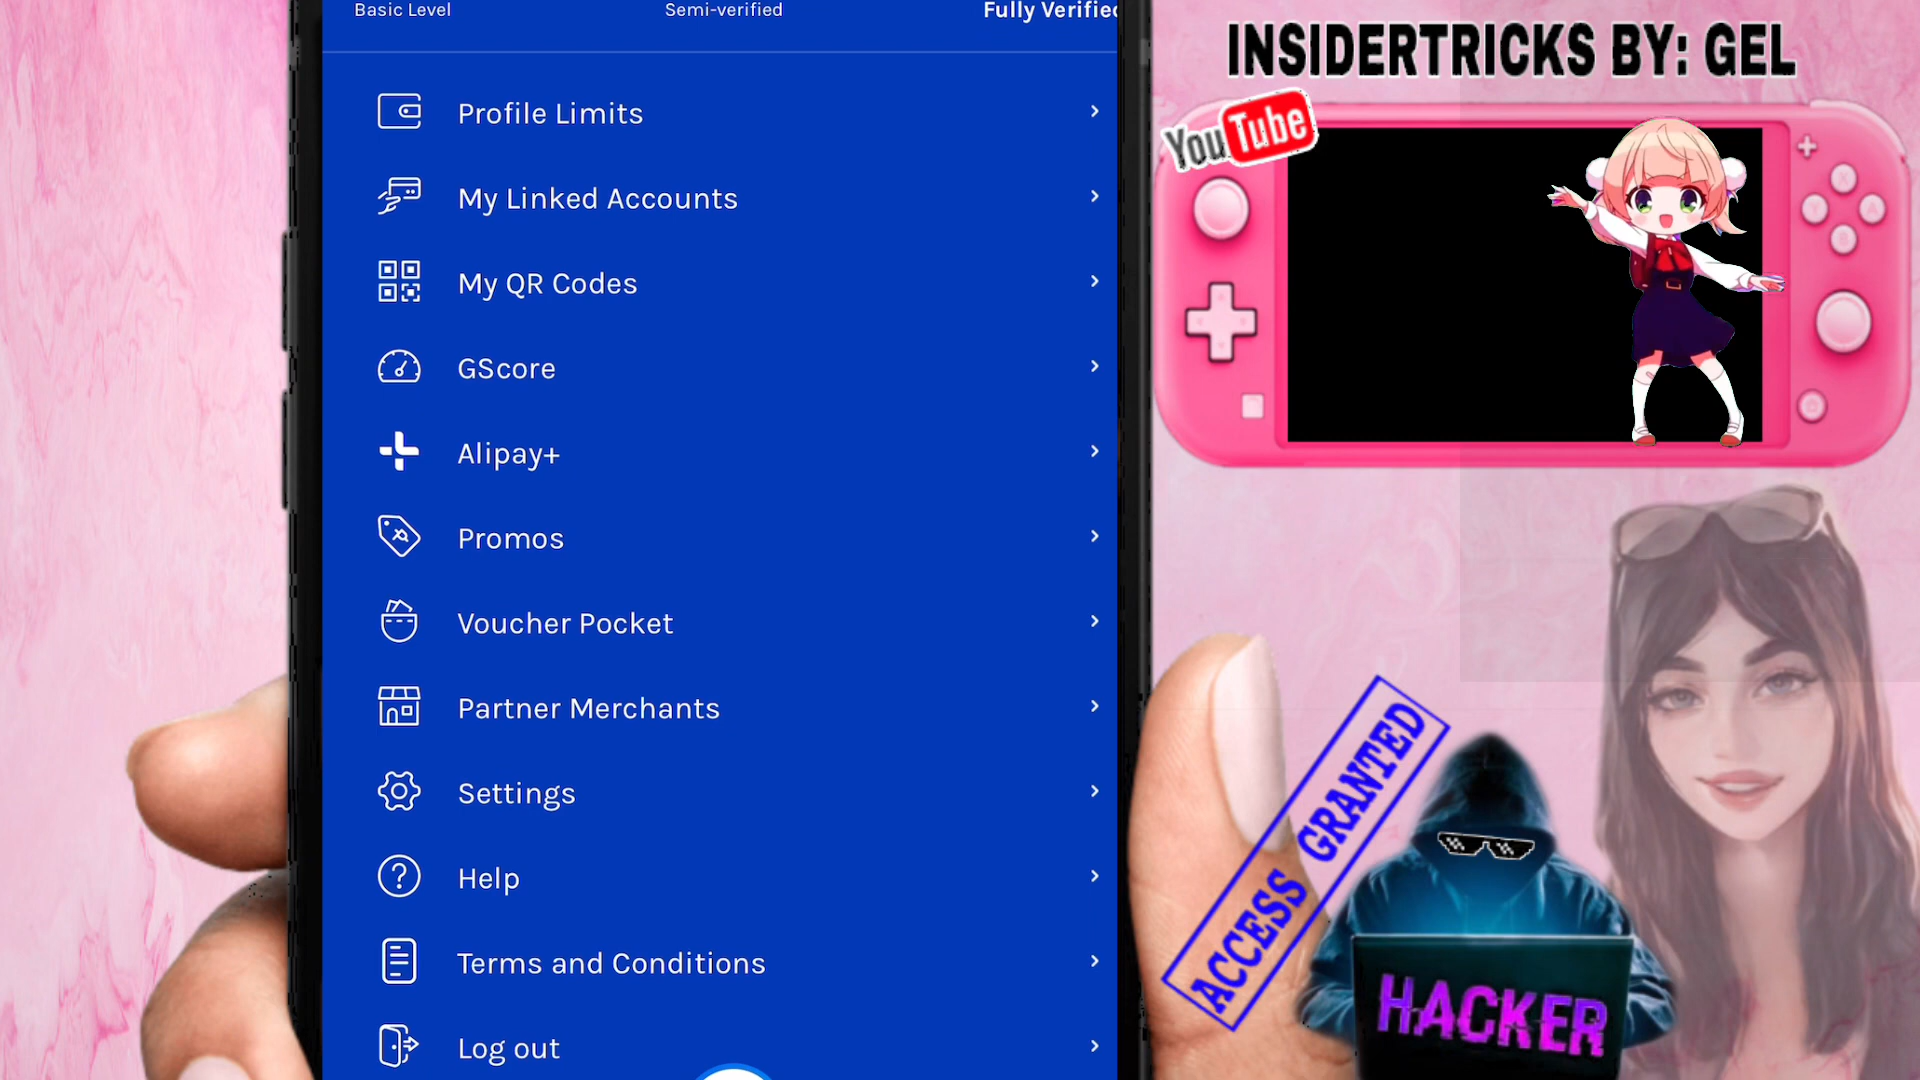 Basic Level
Semi-verified
Fully Verified
Profile Limits
My Linked Accounts
My QR Codes
GScore
Alipay+
Promos
Voucher Pocket
Partner Merchants
Settings
Help
Terms and Conditions
Log out
INSIDERTRICKS BY: GEL
YouTube
ACCESS GRANTED
HACKER